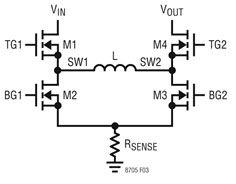 VIN VOUT
TG1 M1 M4 TG2
SW1 L SW2
BG1 M2 M3 BG2
RSENSE
8705 F03